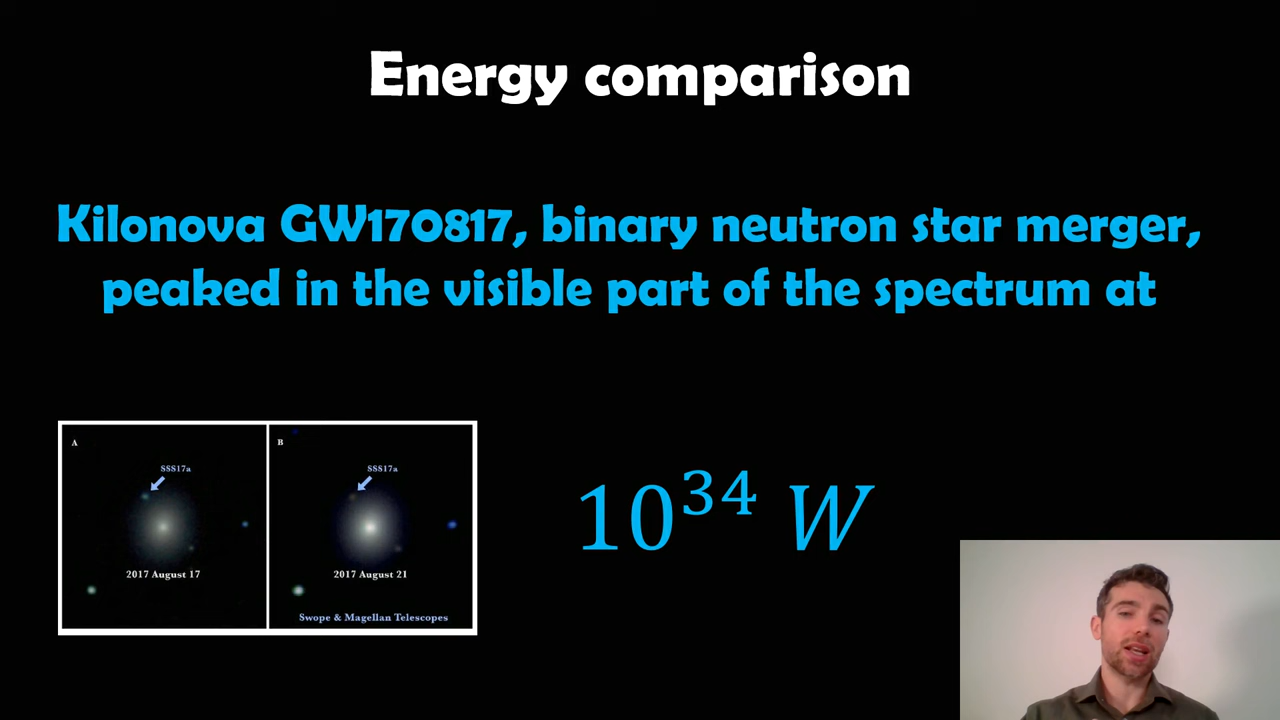 Energy comparison
Kilonova GW170817, binary neutron star merger,
peaked in the visible part of the spectrum at
A
B
SSS17a
SSS17a
2017 August 17
2017 August 21
Swope & Magellan Telescopes
10³⁴ W